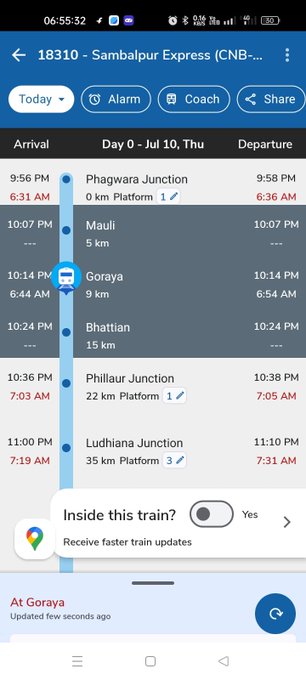 06:55:32
0.16 KB/S
4G
30
18310 - Sambalpur Express (CNB-...
Today
Alarm
Coach
Share
Arrival
Day 0 - Jul 10, Thu
Departure
9:56 PM
Phagwara Junction
9:58 PM
6:31 AM
0 km Platform 1
6:36 AM
10:07 PM
Mauli
10:07 PM
---
5 km
---
10:14 PM
Goraya
10:14 PM
6:44 AM
9 km
6:54 AM
10:24 PM
Bhattian
10:24 PM
---
15 km
---
10:36 PM
Phillaur Junction
10:38 PM
7:03 AM
22 km Platform 1
7:05 AM
11:00 PM
Ludhiana Junction
11:10 PM
7:19 AM
35 km Platform 3
7:31 AM
Inside this train?
Yes
Receive faster train updates
At Goraya
Updated few seconds ago